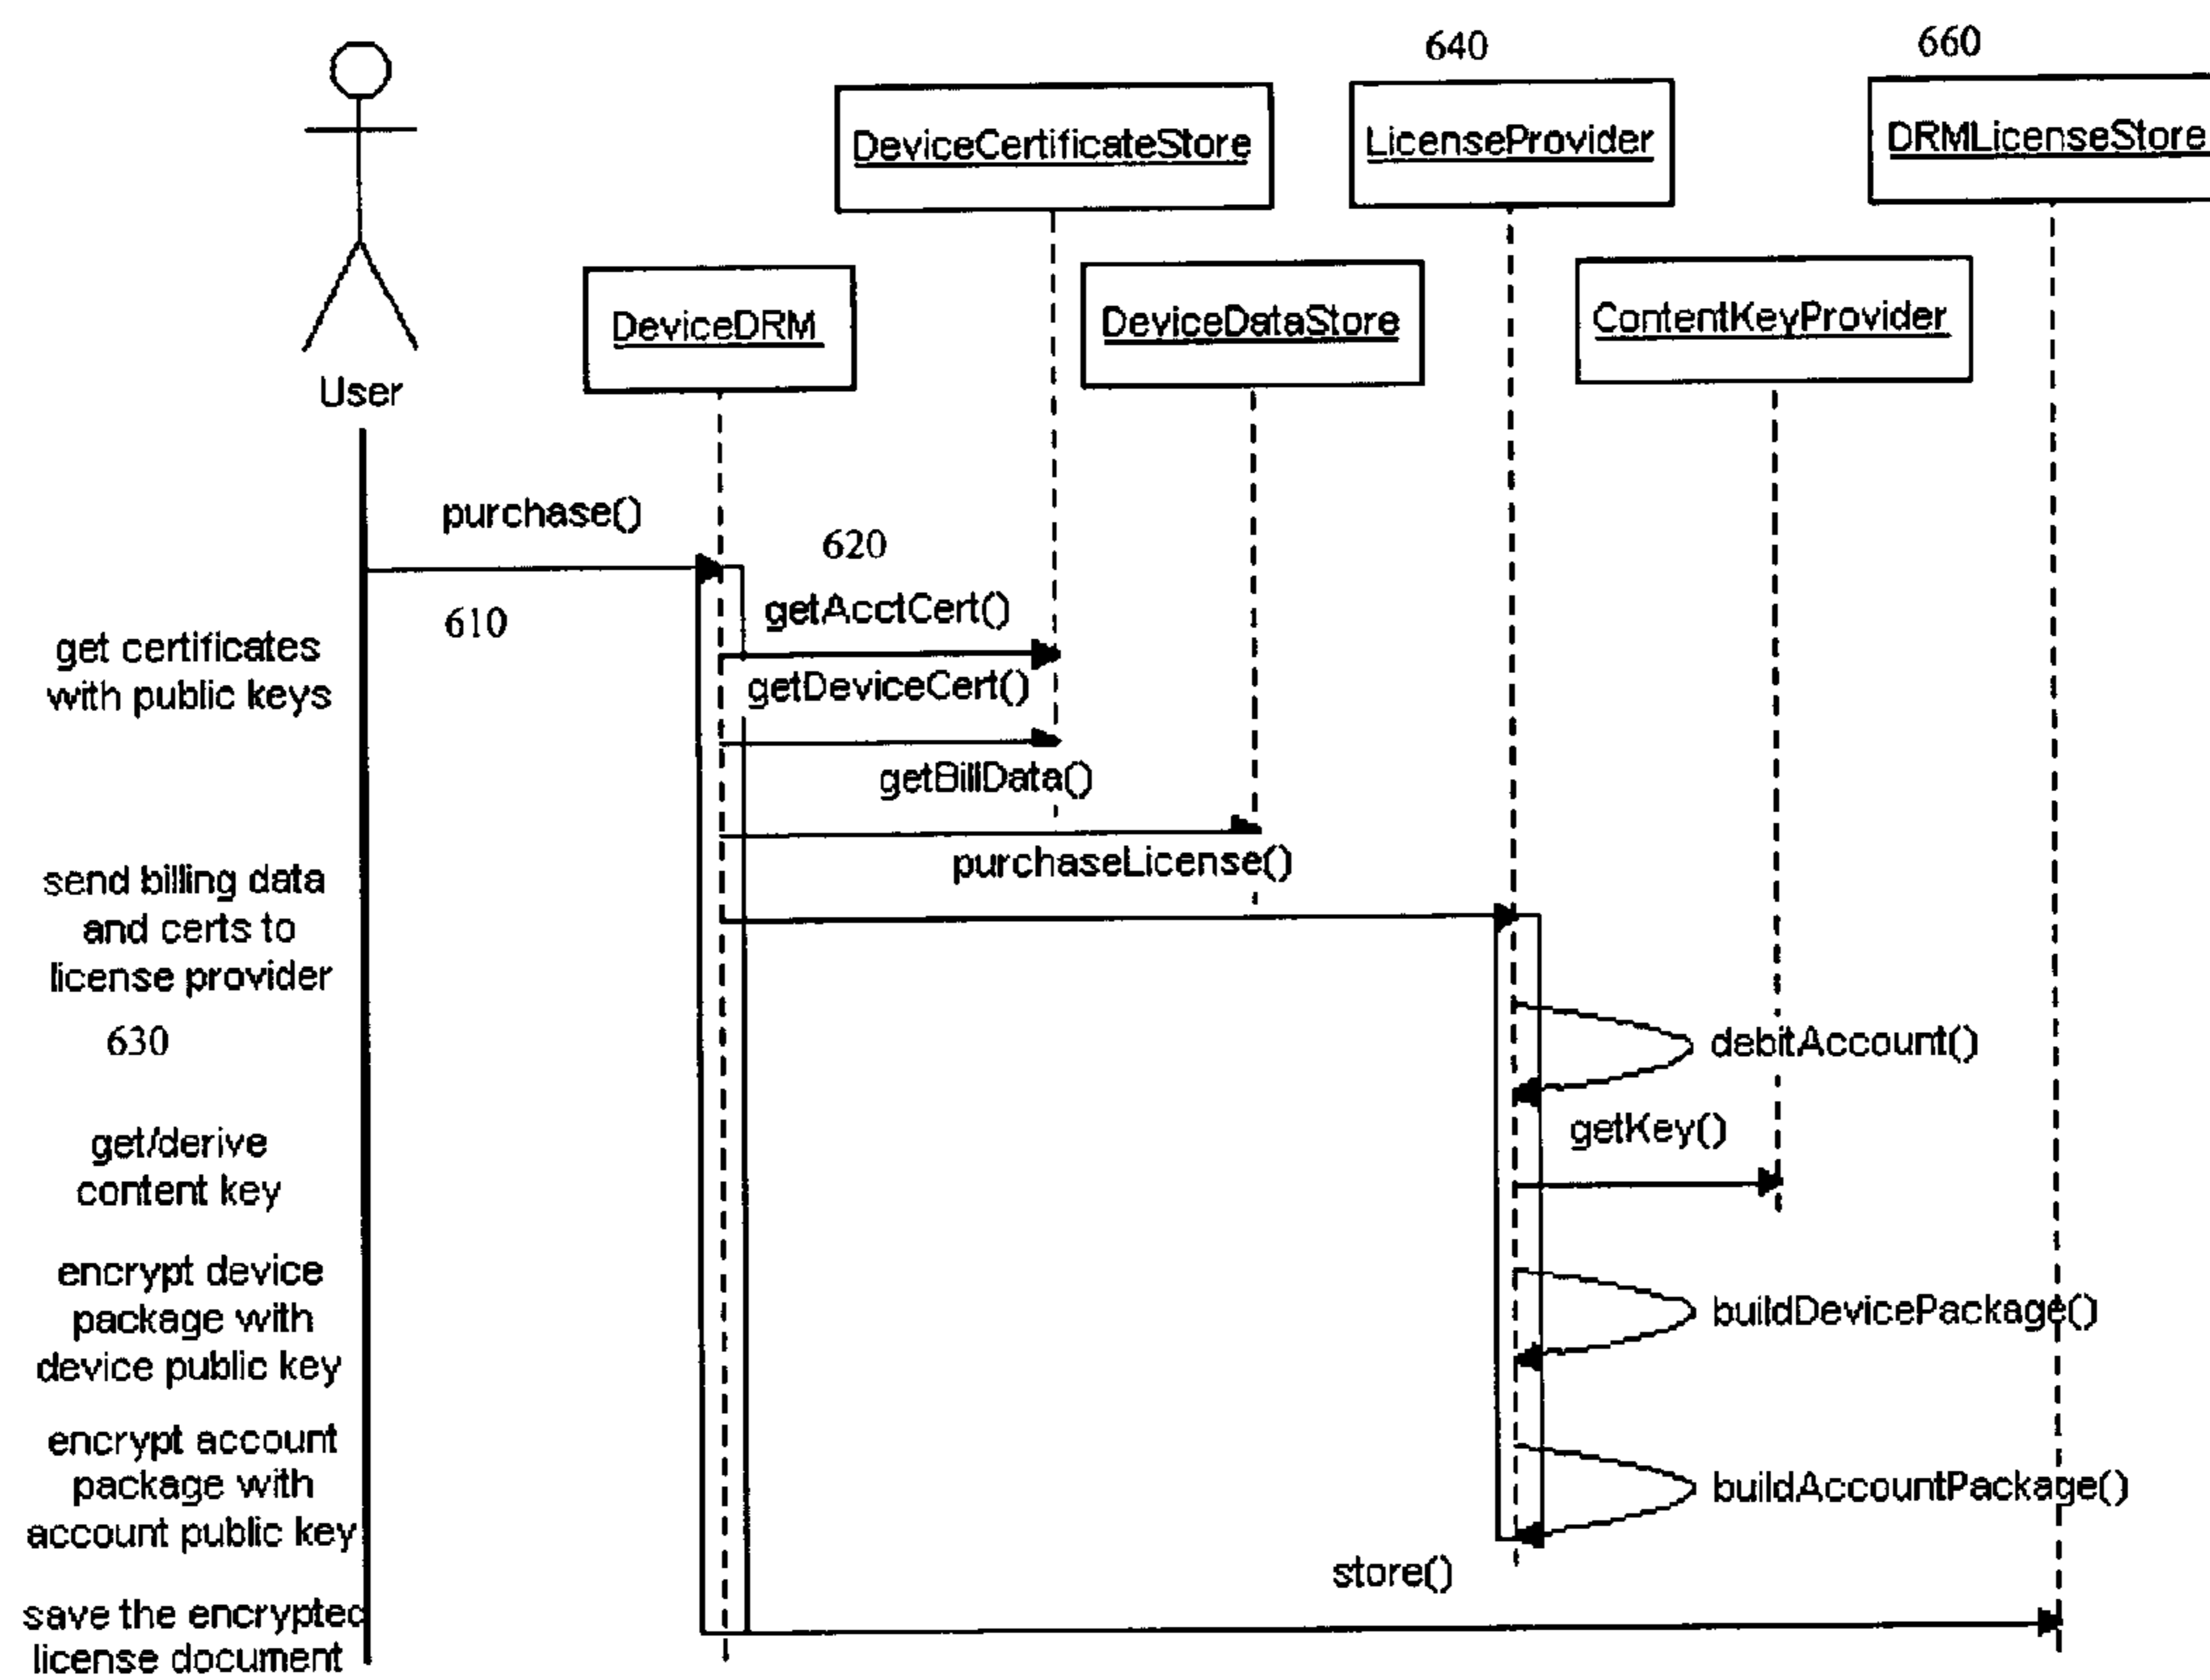 640
660
DeviceCertificateStore
LicenseProvider
DRMLicenseStore
DeviceDRM
DeviceDataStore
ContentKeyProvider
User
purchase()
620
610
getAcctCert()
get certificates
with public keys
getDeviceCert()
getBillData()
purchaseLicense()
send billing data
and certs to
license provider
630
debitAccount()
getKey()
get/derive
content key
encrypt device
package with
device public key
buildDevicePackage()
encrypt account
package with
account public key
buildAccountPackage()
store()
save the encrypted
license document